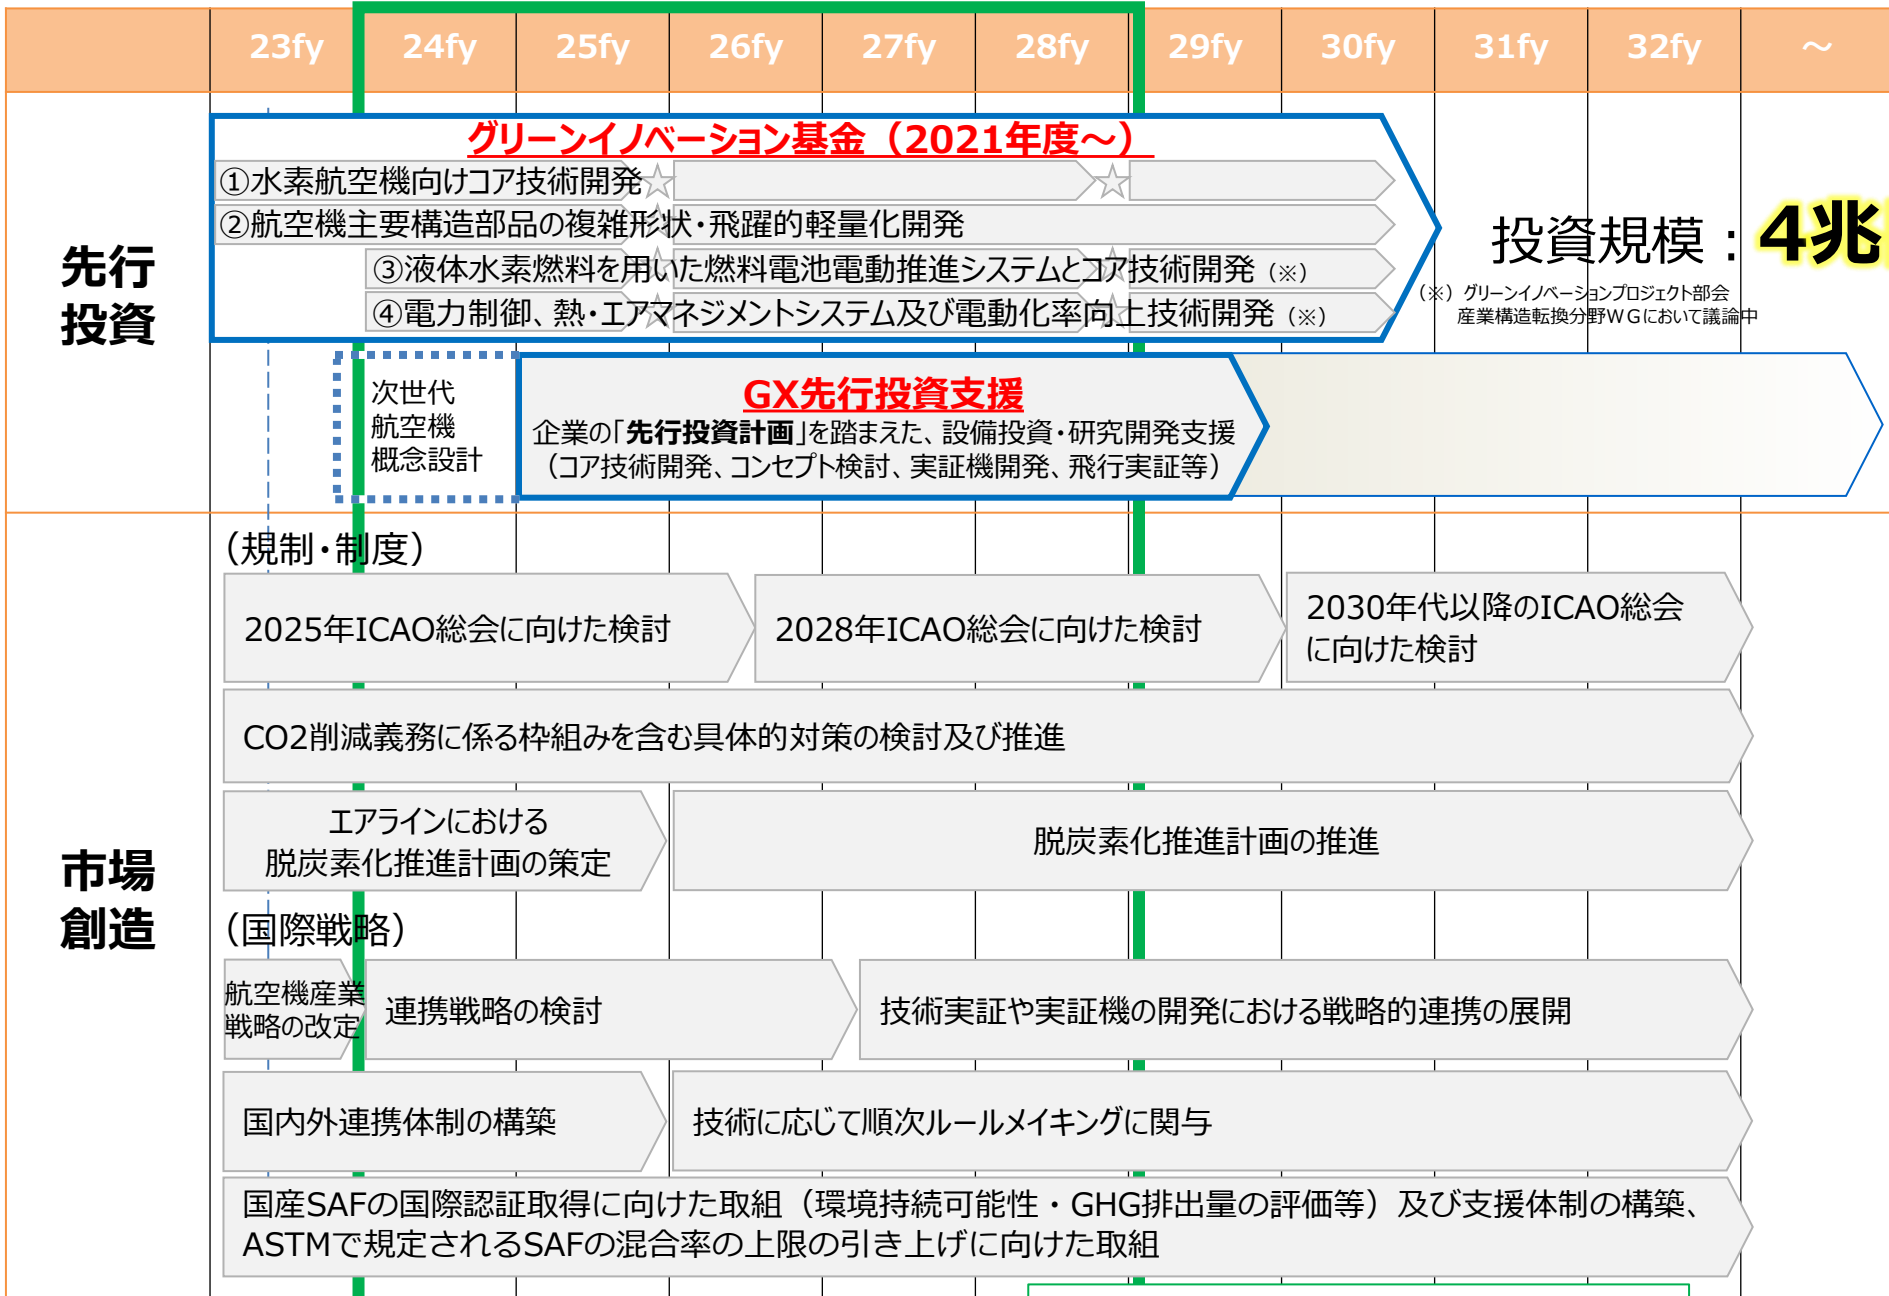 23fy 24fy 25fy 26fy 27fy 28fy 29fy 30fy 31fy 32fy ～
先行
投資
グリーンイノベーション基金（2021年度～）
①水素航空機向けコア技術開発
②航空機主要構造部品の複雑形状・飛躍的軽量化開発
③液体水素燃料を用いた燃料電池電動推進システムとコア技術開発（※）
④電力制御、熱・エアマネジメントシステム及び電動化率向上技術開発（※）
投資規模：4兆
（※）グリーンイノベーションプロジェクト部会
産業構造転換分野ＷＧにおいて議論中
次世代
航空機
概念設計
GX先行投資支援
企業の「先行投資計画」を踏まえた、設備投資・研究開発支援
（コア技術開発、コンセプト検討、実証機開発、飛行実証等）
市場
創造
（規制・制度）
2025年ICAO総会に向けた検討
2028年ICAO総会に向けた検討
2030年代以降のICAO総会
に向けた検討
CO2削減義務に係る枠組みを含む具体的対策の検討及び推進
エアラインにおける
脱炭素化推進計画の策定
脱炭素化推進計画の推進
（国際戦略）
航空機産業
戦略の改定
連携戦略の検討
技術実証や実証機の開発における戦略的連携の展開
国内外連携体制の構築
技術に応じて順次ルールメイキングに関与
国産SAFの国際認証取得に向けた取組（環境持続可能性・GHG排出量の評価等）及び支援体制の構築、
ASTMで規定されるSAFの混合率の上限の引き上げに向けた取組